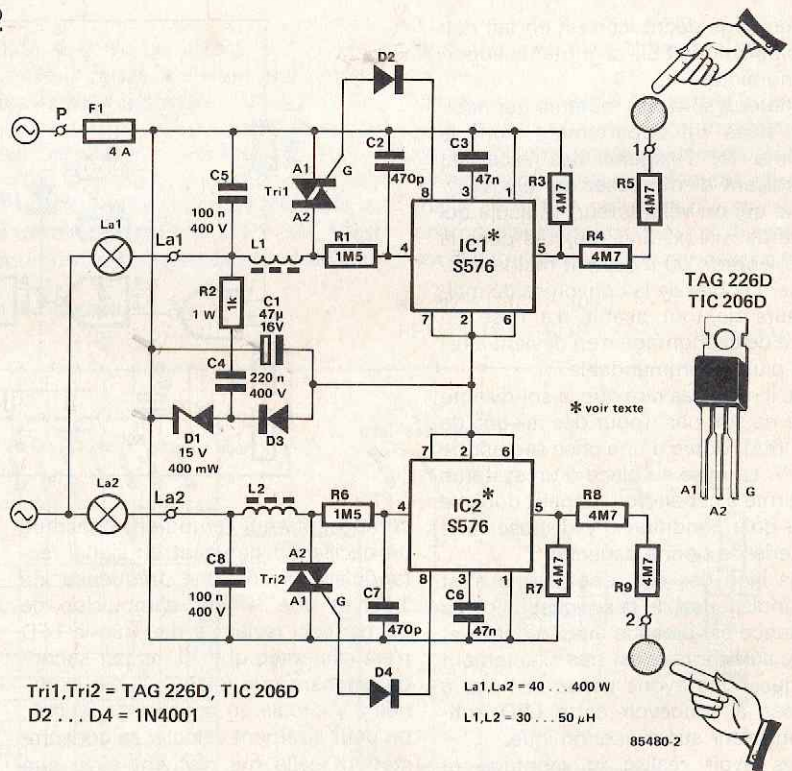 2
D2
P
F1
4 A
A1
G
Tri1
A2
C5
100 n
400 V
C2
470p
C3
47n
8
3
1
R3
4M7
1
R5
4M7
La1
La1
L1
R1
1M5
4
IC1*
S576
5
R4
4M7
7
2
6
R2
1k
1 W
C1
47µ
16V
TAG 226D
TIC 206D
C4
220 n
400 V
D1
15 V
400 mW
D3
* voir texte
A1
A2
G
La2
La2
L2
R6
1M5
4
7
2
6
IC2*
S576
5
R8
4M7
8
3
1
C8
100 n
400 V
Tri2
A2
A1
G
C7
470p
C6
47n
R7
4M7
R9
4M7
2
D4
Tri1,Tri2 = TAG 226D, TIC 206D
D2 . . . D4 = 1N4001
La1,La2 = 40 . . . 400 W
L1,L2 = 30 . . . 50 µH
85480-2